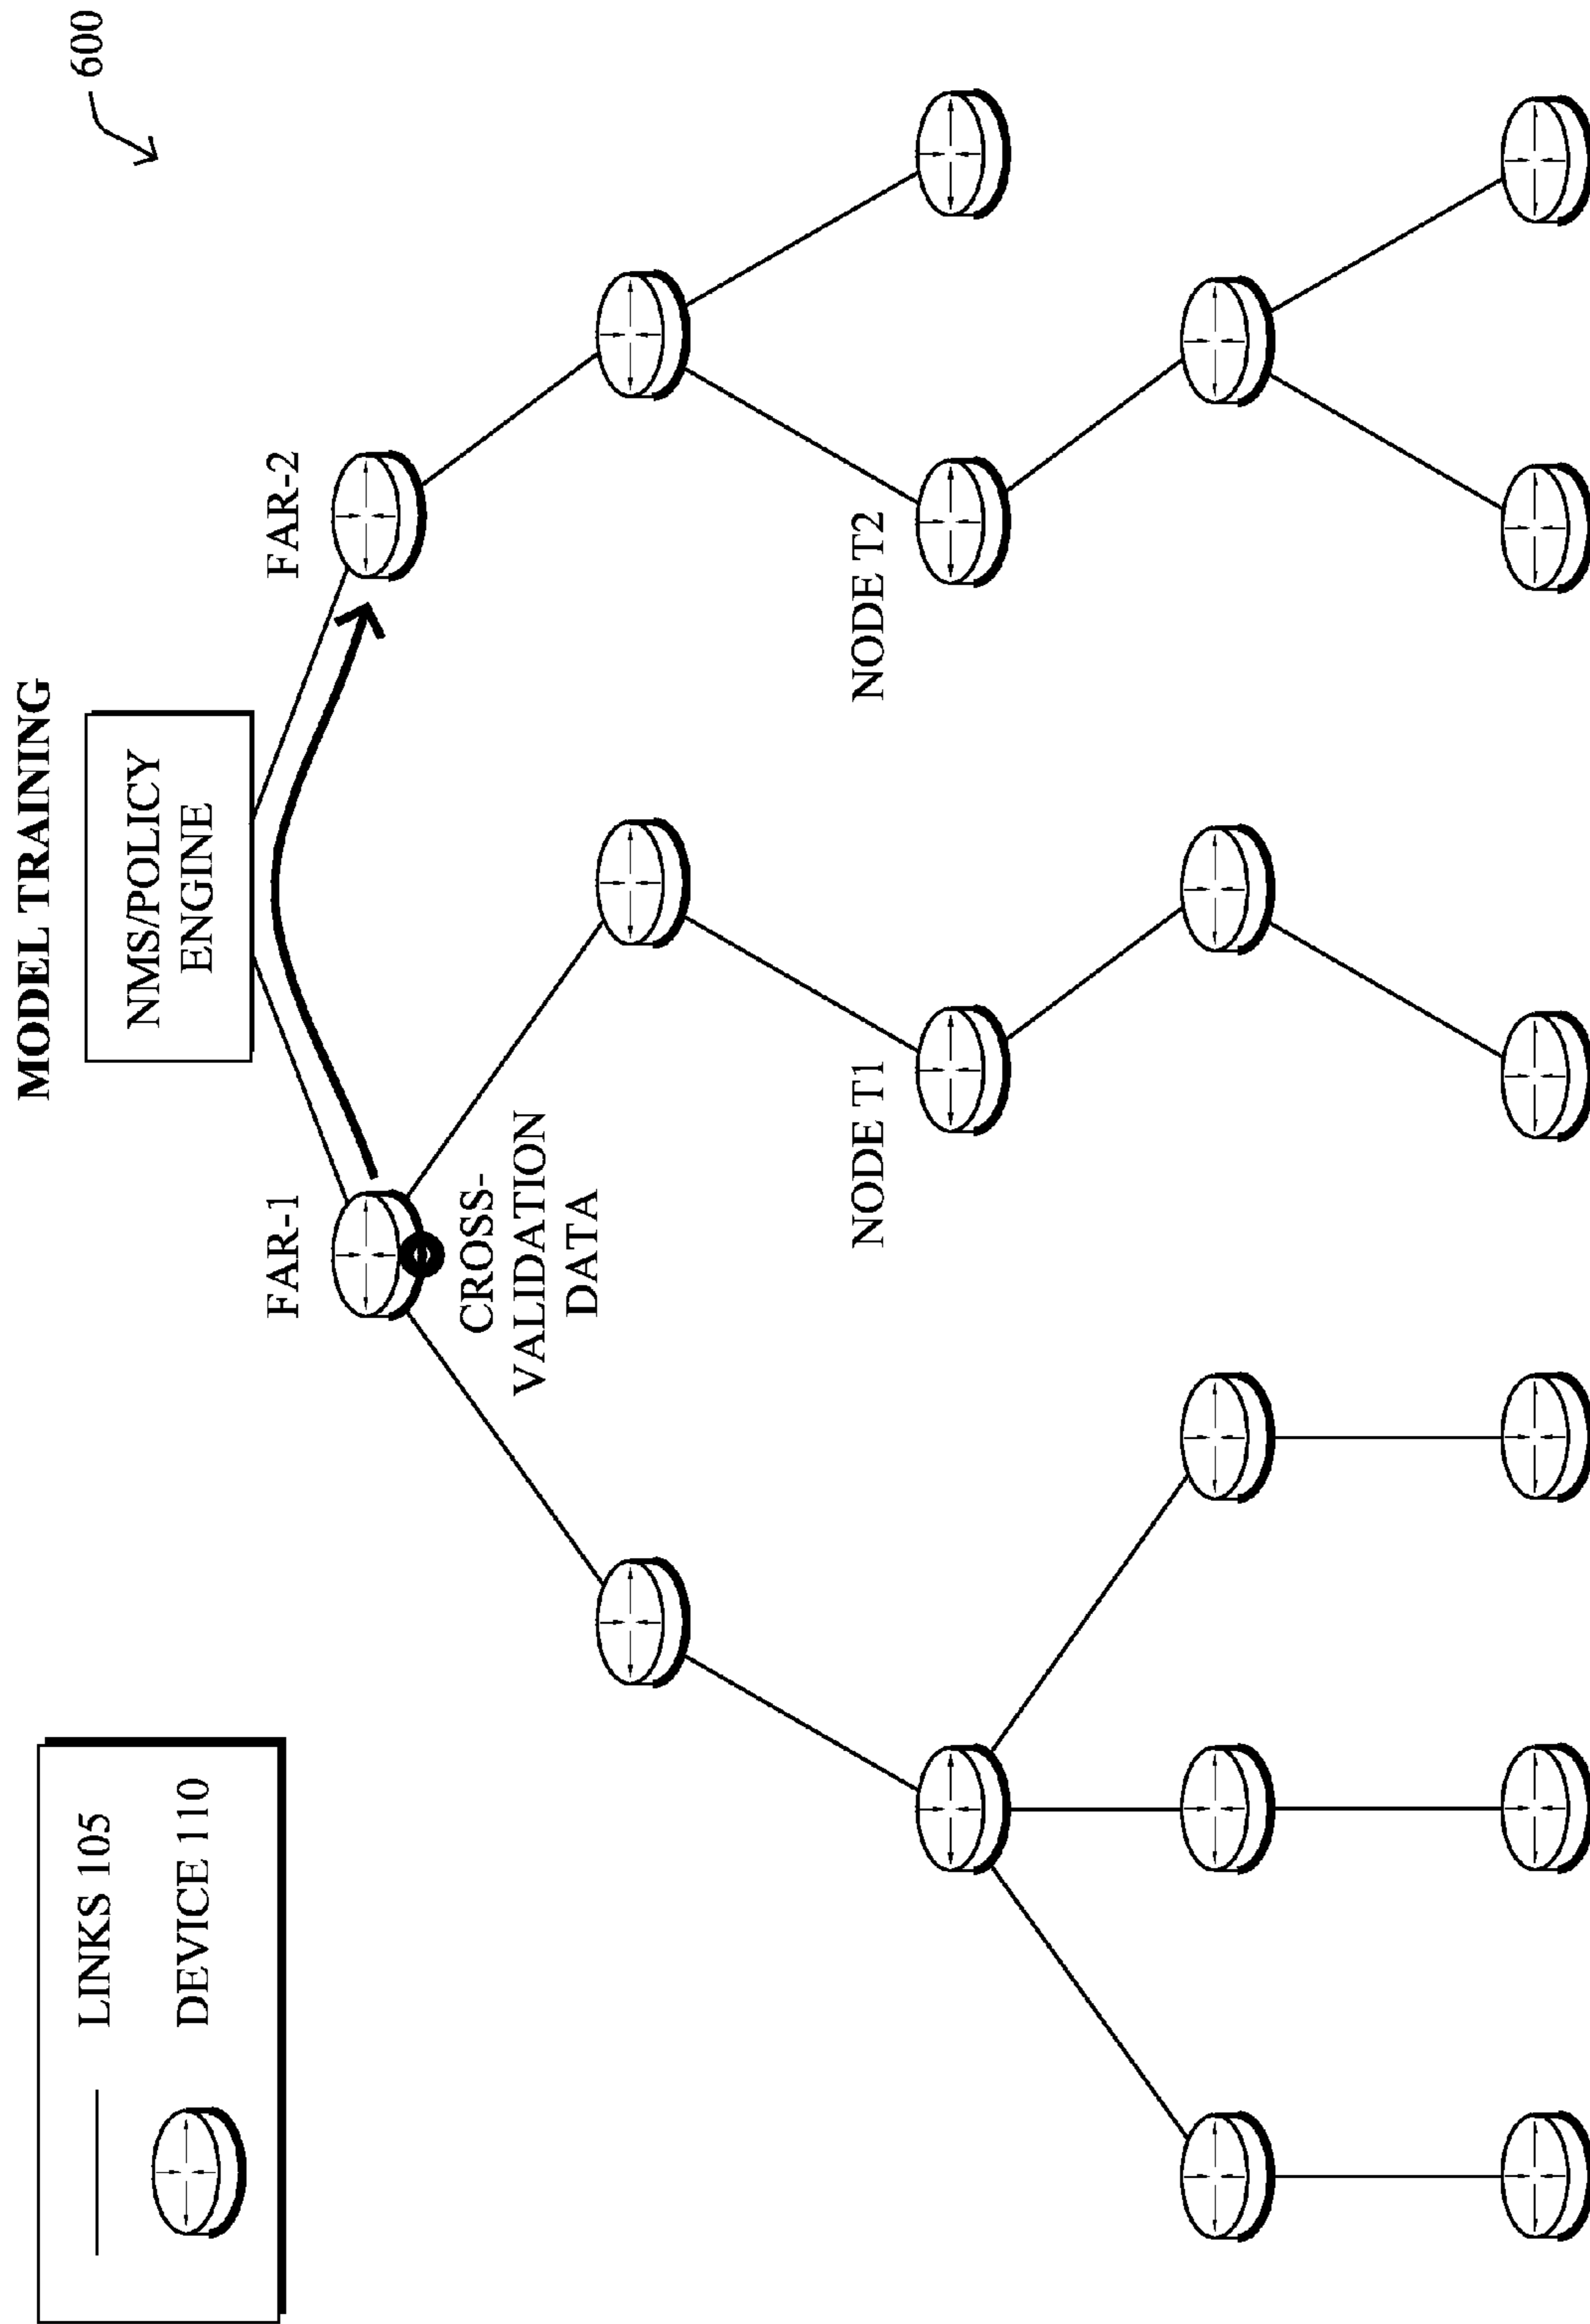 LINKS 105
DEVICE 110
MODEL TRAINING
600
NMS/POLICY
ENGINE
FAR-1
FAR-2
CROSS-
VALIDATION
DATA
NODE T1
NODE T2